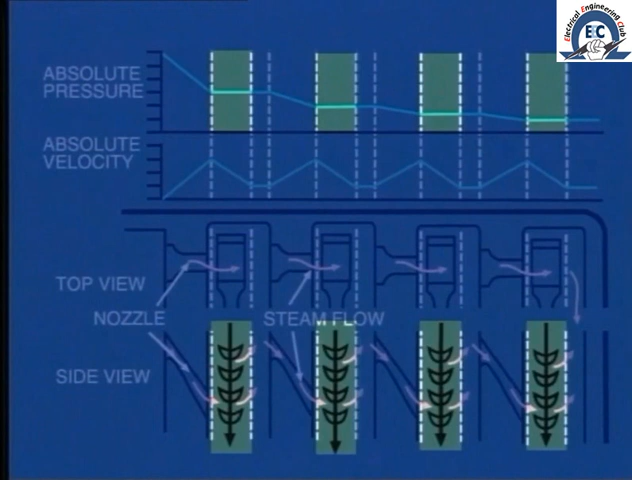 Electrical Engineering Club
EEC
ABSOLUTE
PRESSURE
ABSOLUTE
VELOCITY
TOP VIEW
NOZZLE
STEAM FLOW
SIDE VIEW